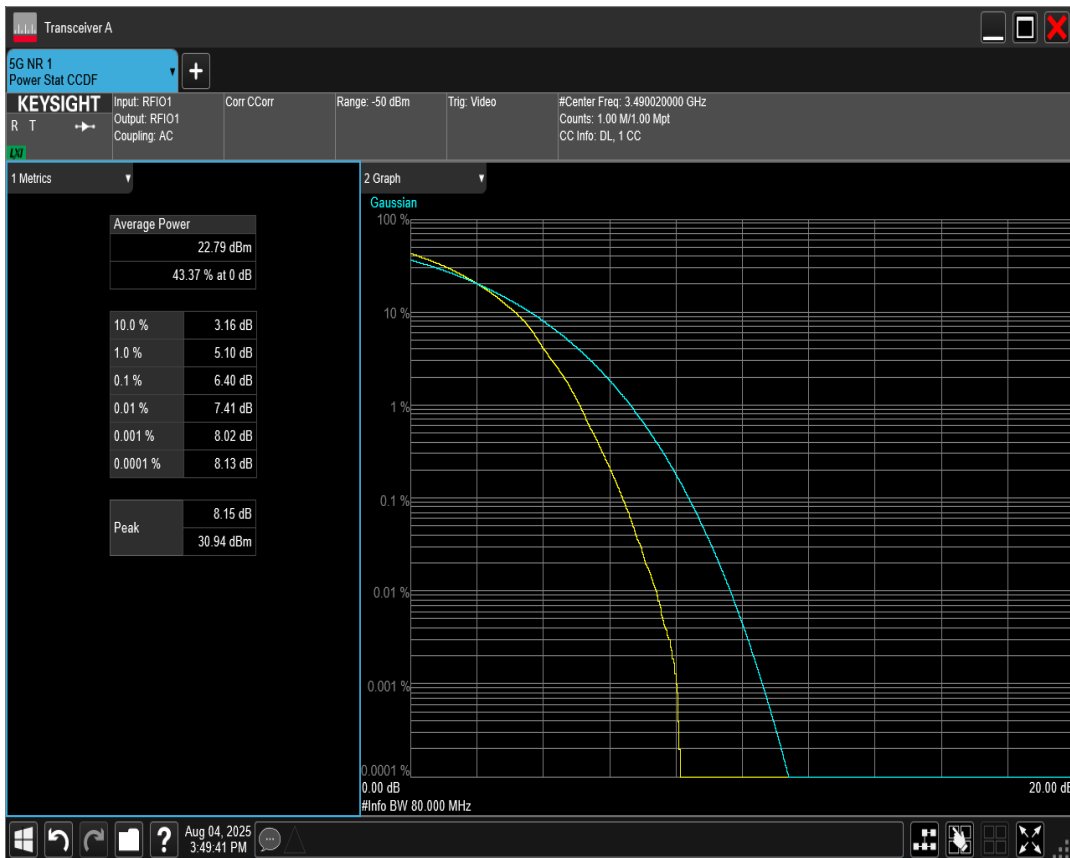 Transceiver A
5G NR 1
Power Stat CCDF
KEYSIGHT
R T
LXI
Input: RFIO1
Output: RFIO1
Coupling: AC
Corr CCorr
Range: -50 dBm
Trig: Video
#Center Freq: 3.490020000 GHz
Counts: 1.00 M/1.00 Mpt
CC Info: DL, 1 CC
1 Metrics
Average Power
22.79 dBm
43.37 % at 0 dB
10.0 % 3.16 dB
1.0 % 5.10 dB
0.1 % 6.40 dB
0.01 % 7.41 dB
0.001 % 8.02 dB
0.0001 % 8.13 dB
Peak
8.15 dB
30.94 dBm
2 Graph
Gaussian
100 %
10 %
1 %
0.1 %
0.01 %
0.001 %
0.0001 %
0.00 dB
20.00 dB
#Info BW 80.000 MHz
?
Aug 04, 2025
3:49:41 PM